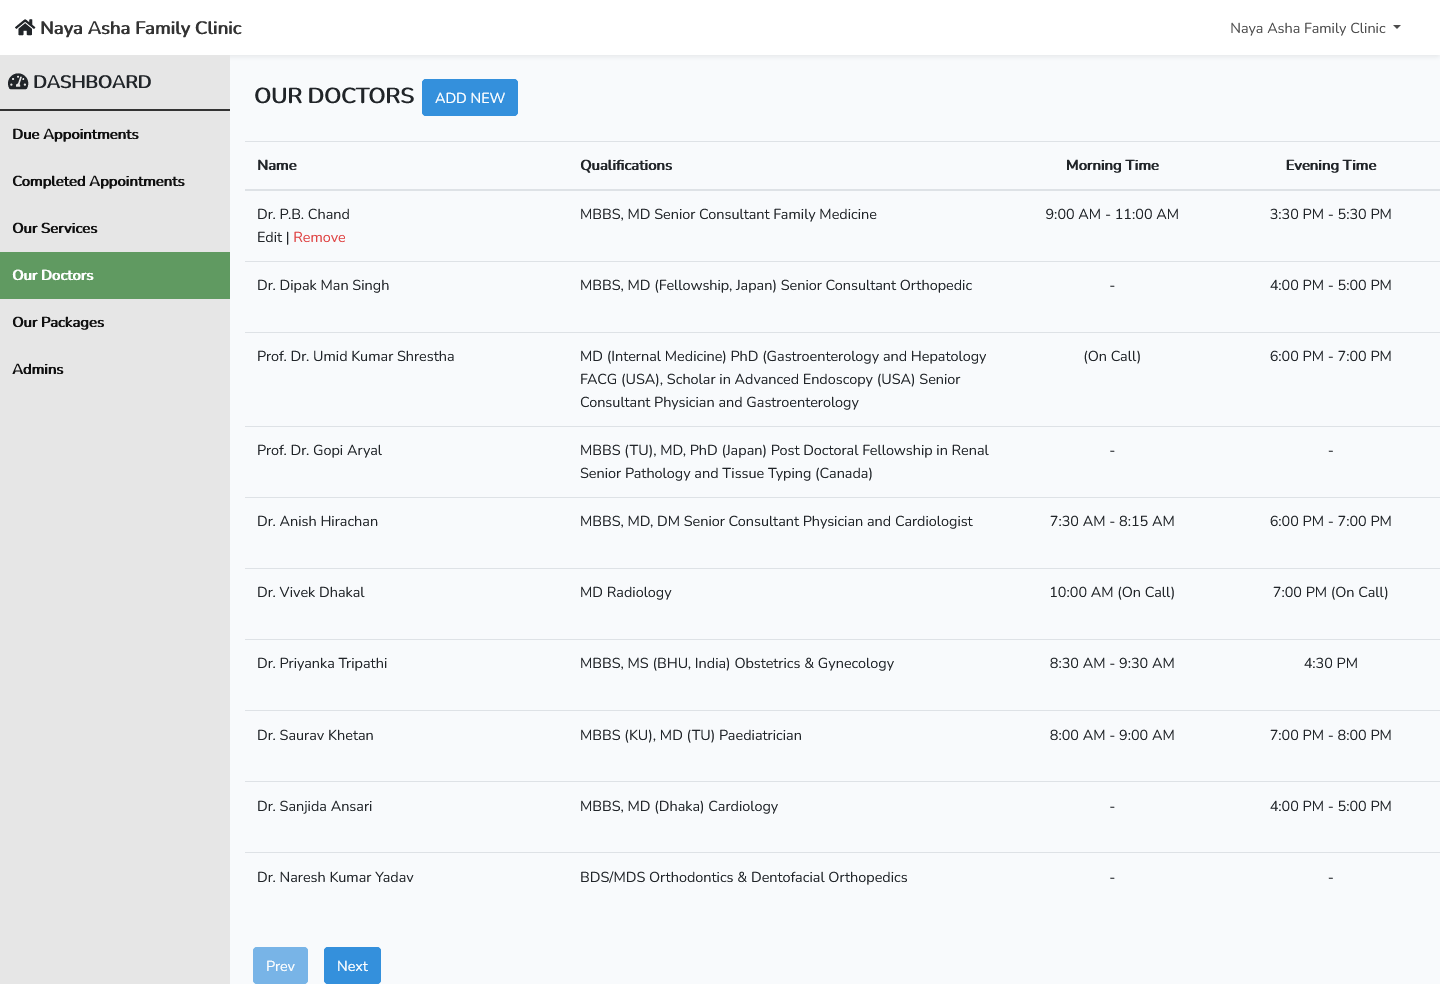 Naya Asha Family Clinic
Naya Asha Family Clinic
DASHBOARD
Due Appointments
Completed Appointments
Our Services
Our Doctors
Our Packages
Admins
OUR DOCTORS ADD NEW
Name Qualifications Morning Time Evening Time
Dr. P.B. Chand MBBS, MD Senior Consultant Family Medicine 9:00 AM - 11:00 AM 3:30 PM - 5:30 PM
Edit | Remove
Dr. Dipak Man Singh MBBS, MD (Fellowship, Japan) Senior Consultant Orthopedic - 4:00 PM - 5:00 PM
Prof. Dr. Umid Kumar Shrestha MD (Internal Medicine) PhD (Gastroenterology and Hepatology (On Call) 6:00 PM - 7:00 PM
FACG (USA), Scholar in Advanced Endoscopy (USA) Senior
Consultant Physician and Gastroenterology
Prof. Dr. Gopi Aryal MBBS (TU), MD, PhD (Japan) Post Doctoral Fellowship in Renal - -
Senior Pathology and Tissue Typing (Canada)
Dr. Anish Hirachan MBBS, MD, DM Senior Consultant Physician and Cardiologist 7:30 AM - 8:15 AM 6:00 PM - 7:00 PM
Dr. Vivek Dhakal MD Radiology 10:00 AM (On Call) 7:00 PM (On Call)
Dr. Priyanka Tripathi MBBS, MS (BHU, India) Obstetrics & Gynecology 8:30 AM - 9:30 AM 4:30 PM
Dr. Saurav Khetan MBBS (KU), MD (TU) Paediatrician 8:00 AM - 9:00 AM 7:00 PM - 8:00 PM
Dr. Sanjida Ansari MBBS, MD (Dhaka) Cardiology - 4:00 PM - 5:00 PM
Dr. Naresh Kumar Yadav BDS/MDS Orthodontics & Dentofacial Orthopedics - -
Prev Next